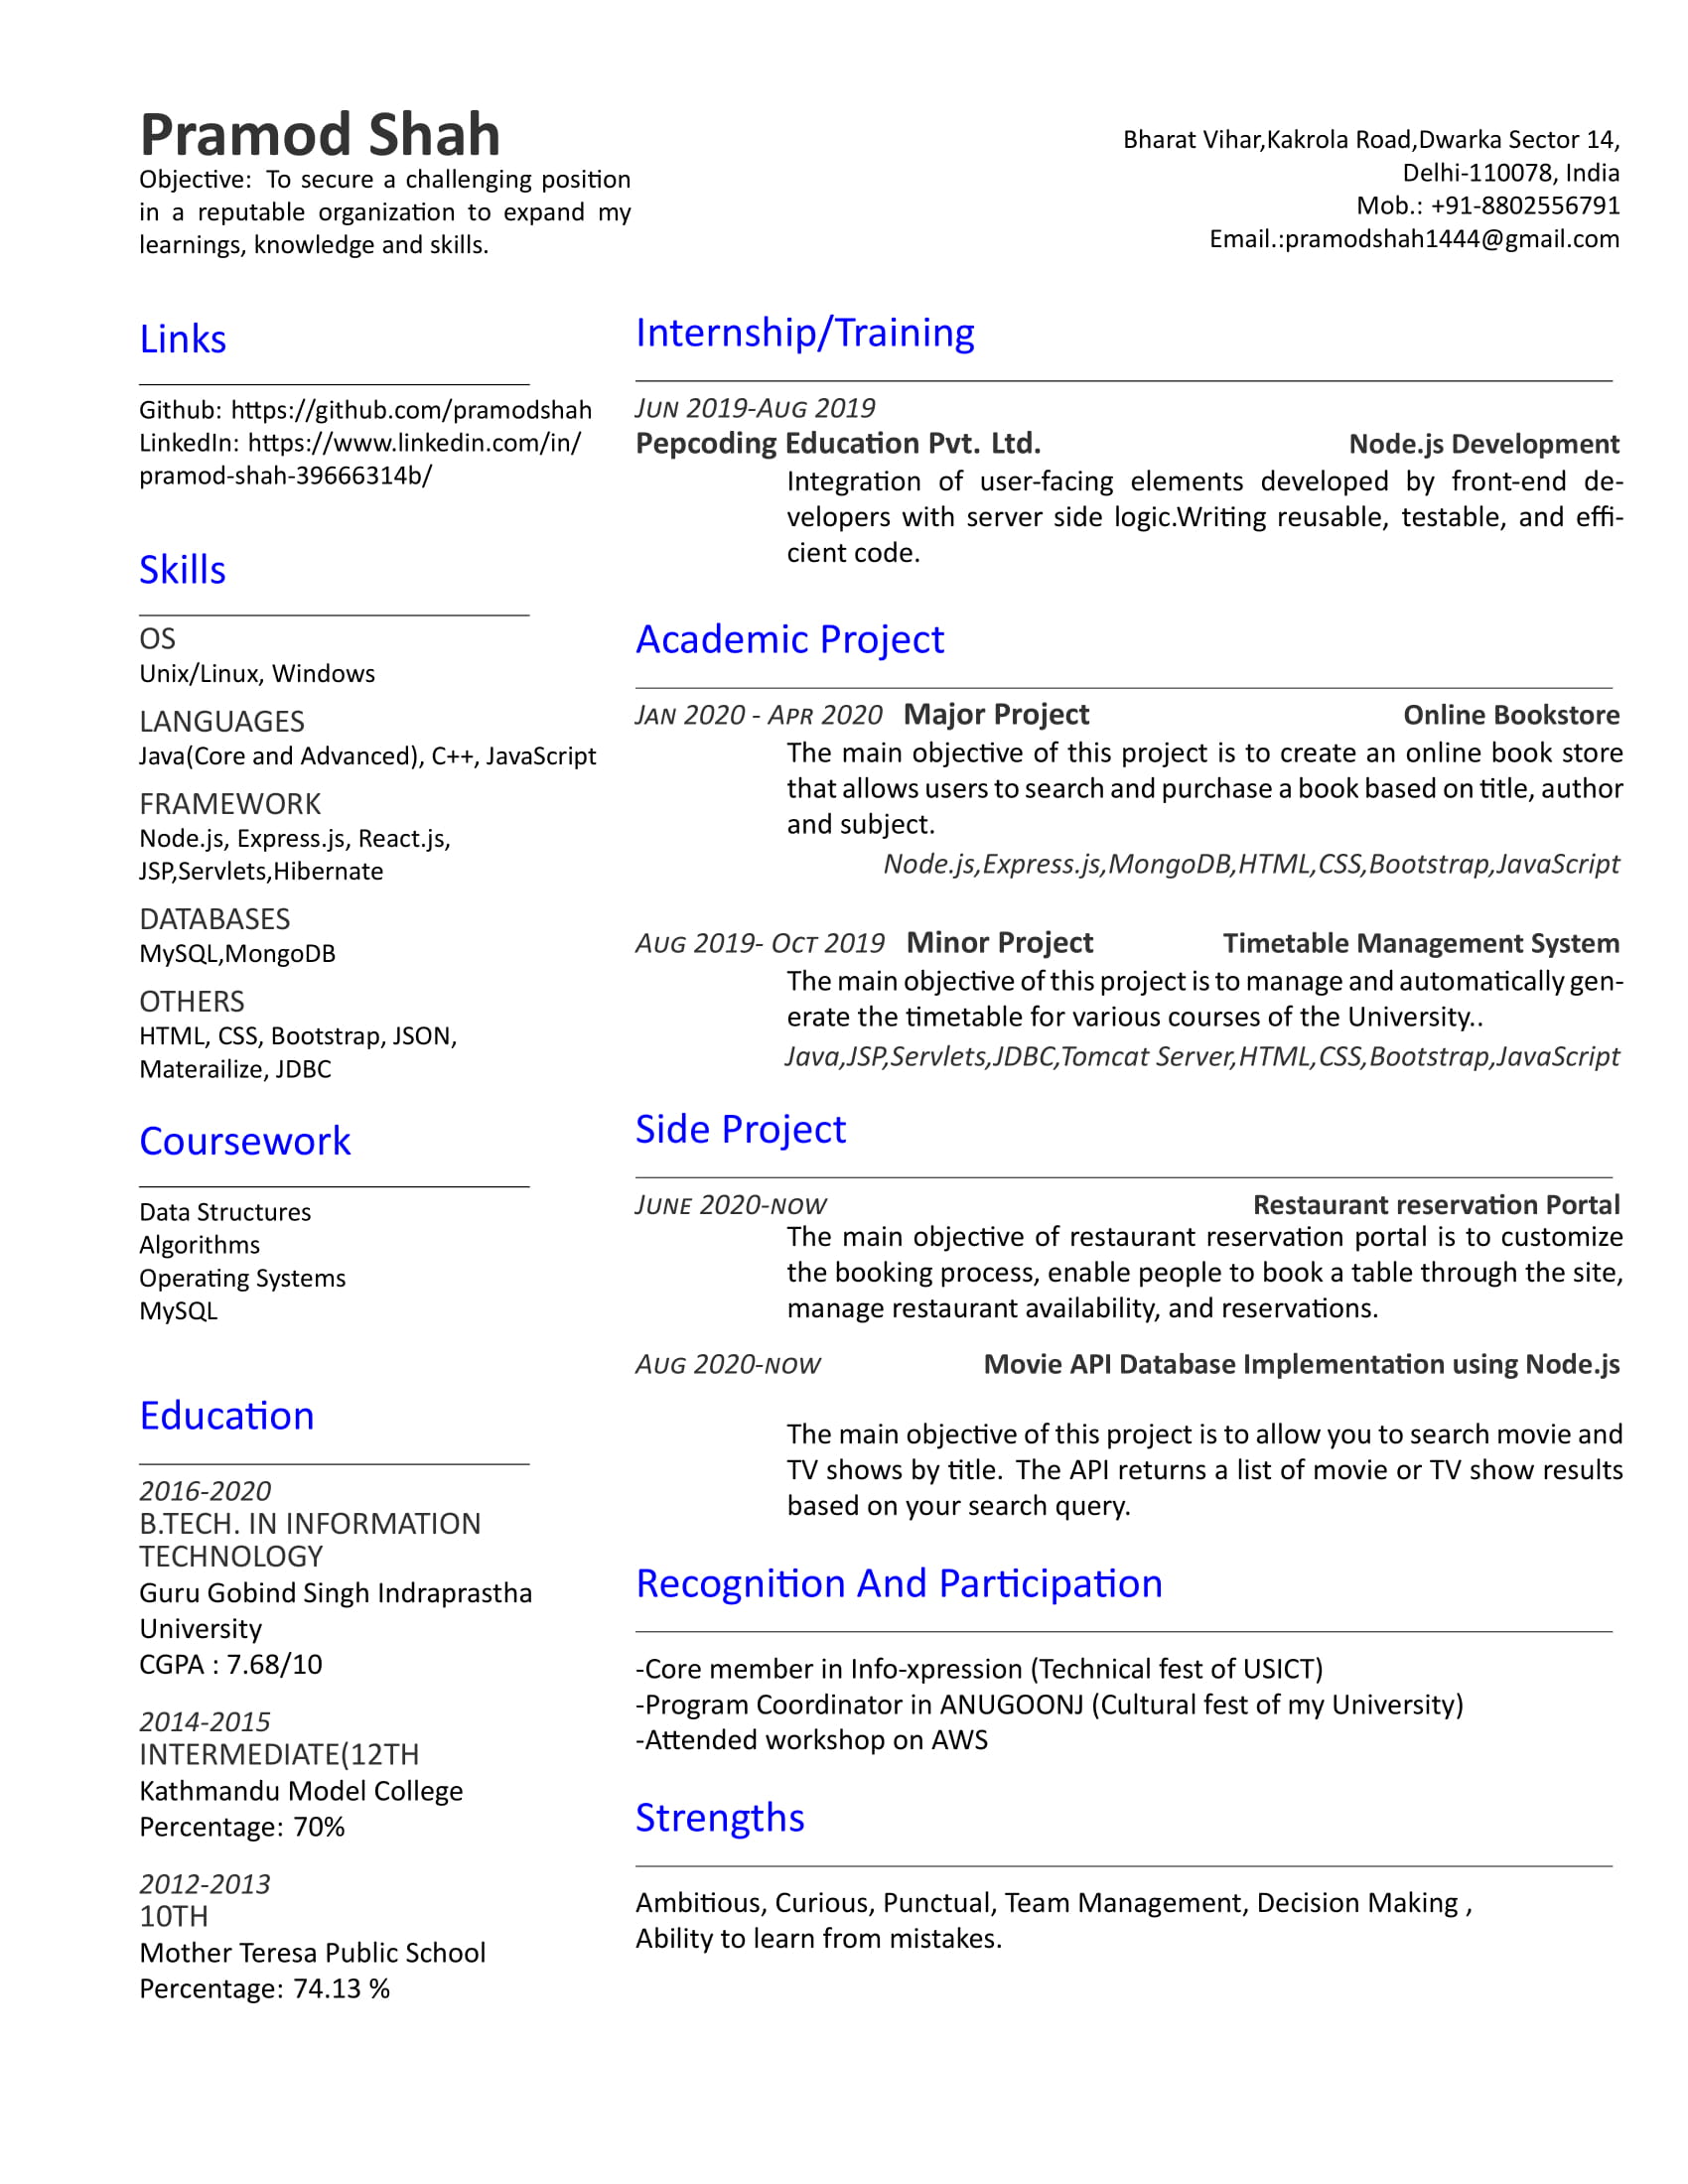 Pramod Shah
Objective: To secure a challenging position
in a reputable organization to expand my
learnings, knowledge and skills.
Bharat Vihar,Kakrola Road,Dwarka Sector 14,
Delhi-110078, India
Mob.: +91-8802556791
Email.:pramodshah1444@gmail.com
Links
Github: https://github.com/pramodshah
LinkedIn: https://www.linkedin.com/in/
pramod-shah-39666314b/
Skills
OS
Unix/Linux, Windows
LANGUAGES
Java(Core and Advanced), C++, JavaScript
FRAMEWORK
Node.js, Express.js, React.js,
JSP,Servlets,Hibernate
DATABASES
MySQL,MongoDB
OTHERS
HTML, CSS, Bootstrap, JSON,
Materailize, JDBC
Coursework
Data Structures
Algorithms
Operating Systems
MySQL
Education
2016-2020
B.TECH. IN INFORMATION
TECHNOLOGY
Guru Gobind Singh Indraprastha
University
CGPA : 7.68/10
2014-2015
INTERMEDIATE(12TH
Kathmandu Model College
Percentage: 70%
2012-2013
10TH
Mother Teresa Public School
Percentage: 74.13 %
Internship/Training
Jun 2019-Aug 2019
Pepcoding Education Pvt. Ltd. Node.js Development
Integration of user-facing elements developed by front-end de-
velopers with server side logic.Writing reusable, testable, and effi-
cient code.
Academic Project
Jan 2020 - Apr 2020 Major Project Online Bookstore
The main objective of this project is to create an online book store
that allows users to search and purchase a book based on title, author
and subject.
Node.js,Express.js,MongoDB,HTML,CSS,Bootstrap,JavaScript
Aug 2019- Oct 2019 Minor Project Timetable Management System
The main objective of this project is to manage and automatically gen-
erate the timetable for various courses of the University..
Java,JSP,Servlets,JDBC,Tomcat Server,HTML,CSS,Bootstrap,JavaScript
Side Project
June 2020-now Restaurant reservation Portal
The main objective of restaurant reservation portal is to customize
the booking process, enable people to book a table through the site,
manage restaurant availability, and reservations.
Aug 2020-now Movie API Database Implementation using Node.js
The main objective of this project is to allow you to search movie and
TV shows by title. The API returns a list of movie or TV show results
based on your search query.
Recognition And Participation
-Core member in Info-xpression (Technical fest of USICT)
-Program Coordinator in ANUGOONJ (Cultural fest of my University)
-Attended workshop on AWS
Strengths
Ambitious, Curious, Punctual, Team Management, Decision Making ,
Ability to learn from mistakes.